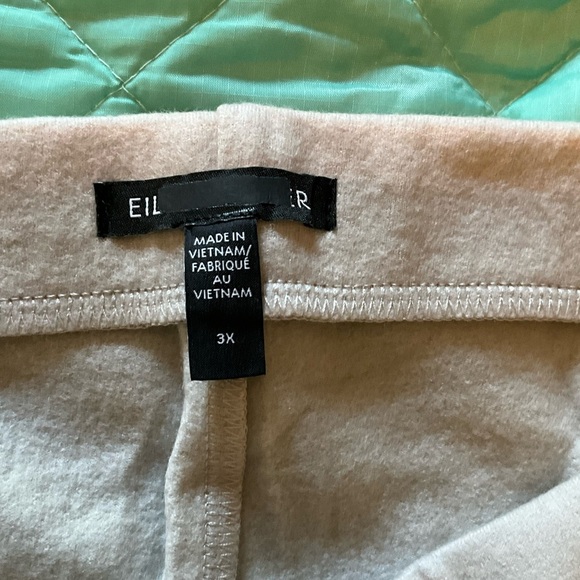 EIL ER
MADE IN
VIETNAM/
FABRIQUÉ
AU
VIETNAM
3X